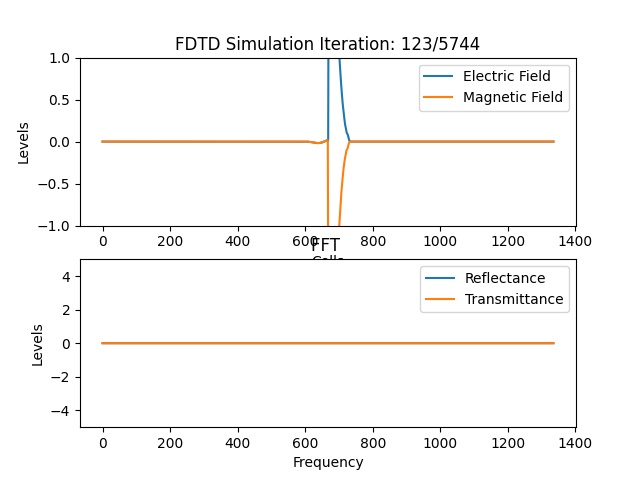 FDTD Simulation Iteration: 123/5744
1.0
0.5
0.0
−0.5
−1.0
Levels
Electric Field
Magnetic Field
0 200 400 600 800 1000 1200 1400
Cells
FFT
4
2
0
−2
−4
Levels
Reflectance
Transmittance
0 200 400 600 800 1000 1200 1400
Frequency